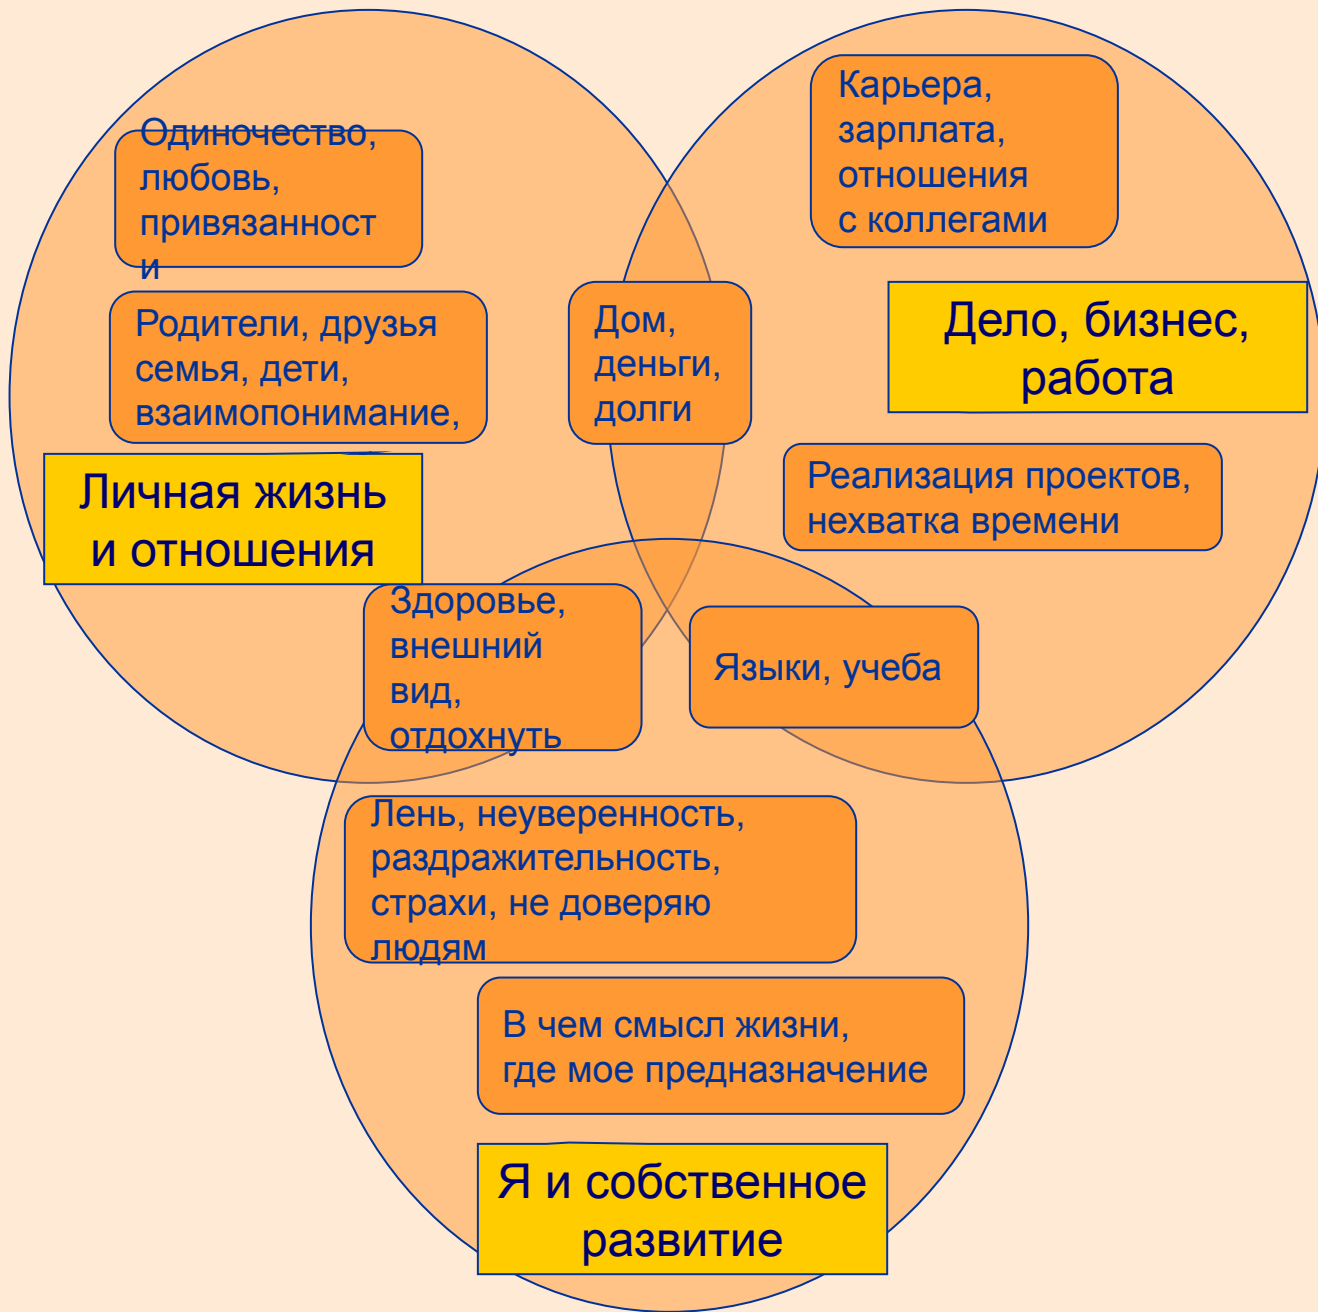 Одиночество,
любовь,
привязанност
и
Родители, друзья
семья, дети,
взаимопонимание,
Личная жизнь
и отношения
Карьера,
зарплата,
отношения
с коллегами
Дом,
деньги,
долги
Дело, бизнес,
работа
Реализация проектов,
нехватка времени
Здоровье,
внешний
вид,
отдохнуть
Языки, учеба
Лень, неуверенность,
раздражительность,
страхи, не доверяю
людям
В чем смысл жизни,
где мое предназначение
Я и собственное
развитие